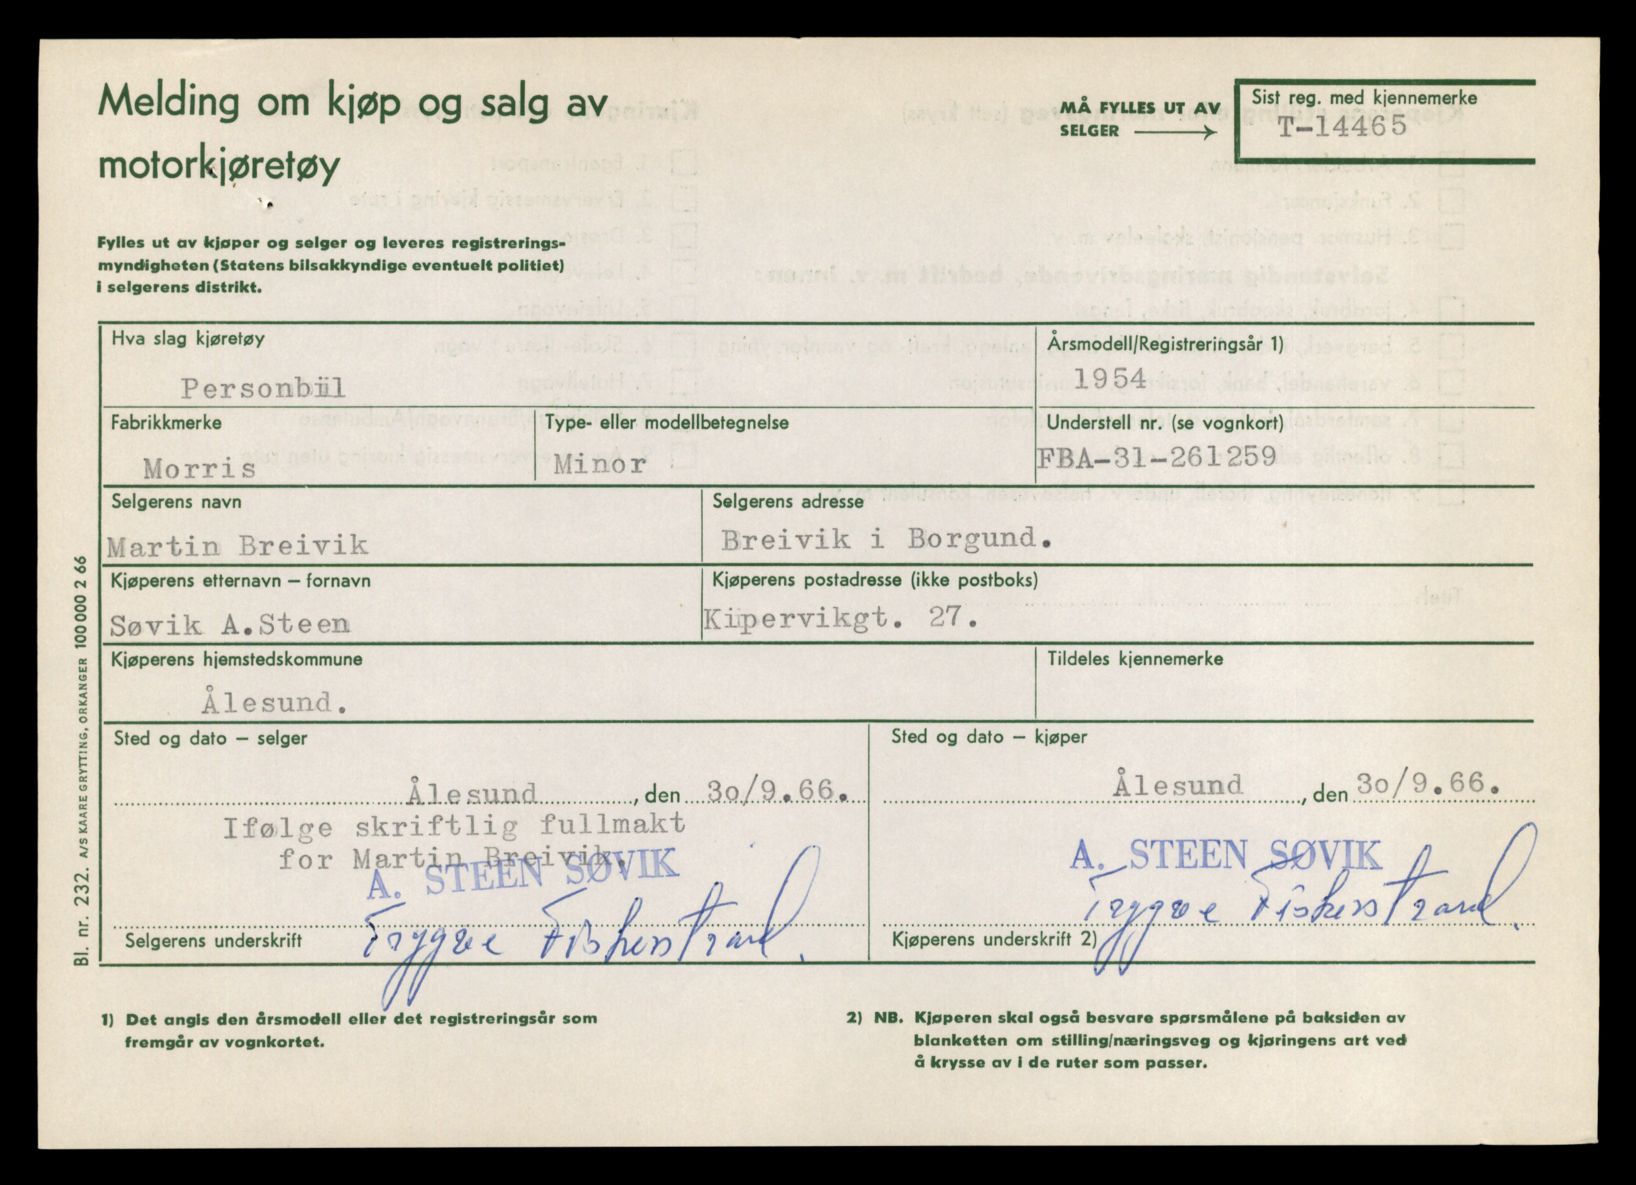 Melding om kjøp og salg av
motorkjøretøy
MÅ FYLLES UT AV
SELGER
Sist reg. med kjennemerke
T-14465
Fylles ut av kjøper og selger og leveres registrerings-
myndigheten (Statens bilsakkyndige eventuelt politiet)
i selgerens distrikt.
Hva slag kjøretøy
Personbil
Årsmodell/Registreringsår 1)
1954
Fabrikkmerke
Morris
Type- eller modellbetegnelse
Minor
Understell nr. (se vognkort)
FBA-31-261259
Selgerens navn
Martin Breivik
Selgerens adresse
Breivik i Borgund.
Kjøperens etternavn – fornavn
Søvik A.Steen
Kjøperens postadresse (ikke postboks)
Kipervikgt. 27.
Kjøperens hjemstedskommune
Ålesund.
Tildeles kjennemerke
Sted og dato – selger
Ålesund, den 30/9.66.
Ifølge skriftlig fullmakt
for Martin Breivik.
A. STEEN SØVIK
Selgerens underskrift Tryggve Fiskerstrand.
Sted og dato – kjøper
Ålesund, den 30/9.66.
A. STEEN SØVIK
Tryggve Fiskerstrand.
Kjøperens underskrift 2)
1) Det angis den årsmodell eller det registreringsår som
fremgår av vognkortet.
2) NB. Kjøperen skal også besvare spørsmålene på baksiden av
blanketten om stilling/næringsveg og kjøringens art ved
å krysse av i de ruter som passer.
Bl. nr. 232. A/S KAARE GRYTTING, ORKANGER 100 000 2 66